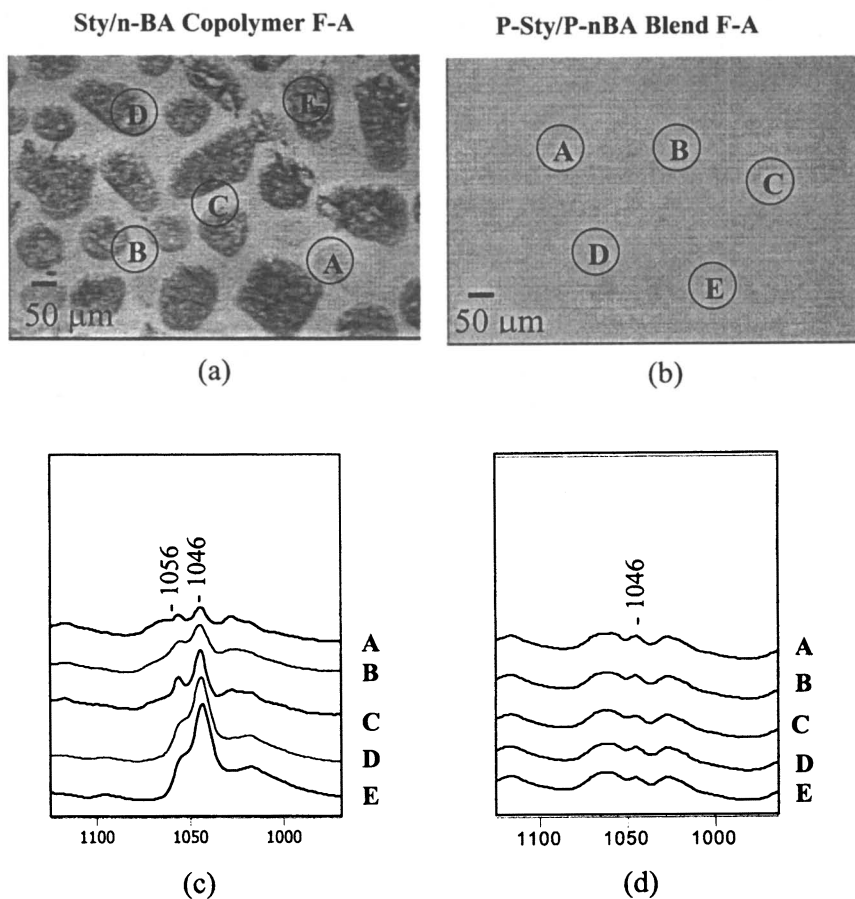 Sty/n-BA Copolymer F-A
P-Sty/P-nBA Blend F-A
D
E
C
B
A
50 µm
A
B
C
D
E
50 µm
(a)
(b)
- 1056
- 1046
A
B
C
D
E
1100
1050
1000
(c)
- 1046
A
B
C
D
E
1100
1050
1000
(d)